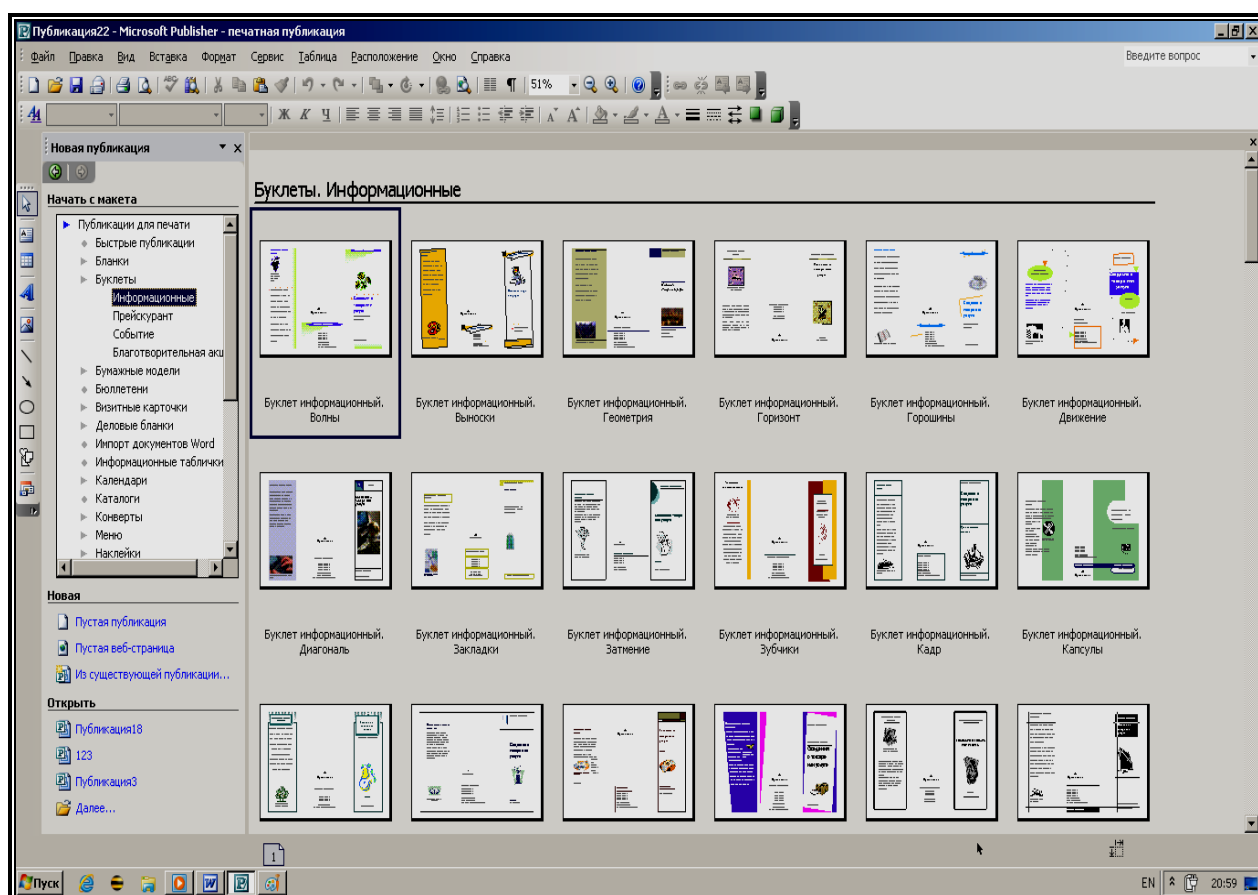 Публикация22 - Microsoft Publisher - печатная публикация
Файл Правка Вид Вставка Формат Сервис Таблица Расположение Окно Справка
Введите вопрос
51%
Ж К Ч
Новая публикация
Начать с макета
Публикации для печати
Быстрые публикации
Бланки
Буклеты
Информационные
Прейскурант
Событие
Благотворительная акц
Бумажные модели
Бюллетени
Визитные карточки
Деловые бланки
Импорт документов Word
Информационные таблички
Календари
Каталоги
Конверты
Меню
Наклейки
Новая
Пустая публикация
Пустая веб-страница
Из существующей публикации...
Открыть
Публикация18
123
Публикация3
Далее...
Буклеты. Информационные
Буклет информационный. Волны
Буклет информационный. Выноски
Буклет информационный. Геометрия
Буклет информационный. Горизонт
Буклет информационный. Горошины
Буклет информационный. Движение
Буклет информационный. Диагональ
Буклет информационный. Закладки
Буклет информационный. Затмение
Буклет информационный. Зубчики
Буклет информационный. Кадр
Буклет информационный. Капсулы
1
Пуск
EN
20:59